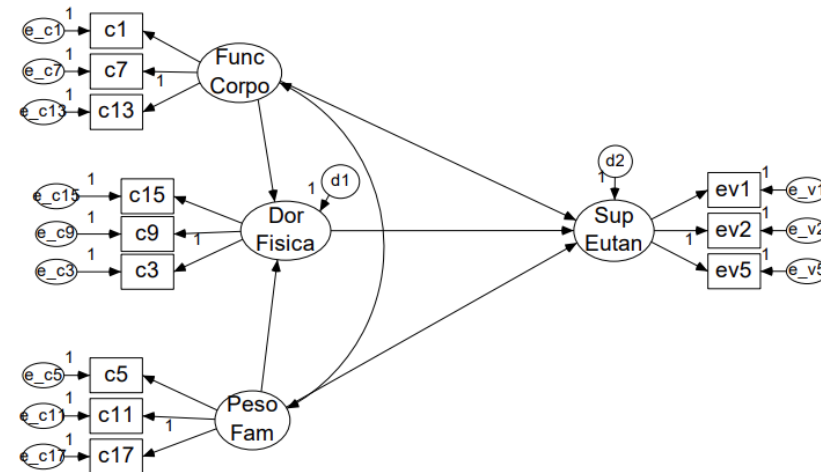 e_c1 1 c1
e_c7 1 c7 1
e_c13 1 c13
Func
Corpo
e_c15 1 c15
e_c9 1 c9 1
e_c3 1 c3
Dor
Fisica
1 d1
e_c5 1 c5
e_c11 1 c11 1
e_c17 1 c17
Peso
Fam
d2
1
Sup
Eutan
ev1 1 e_v1
1 ev2 1 e_v2
ev5 1 e_v5